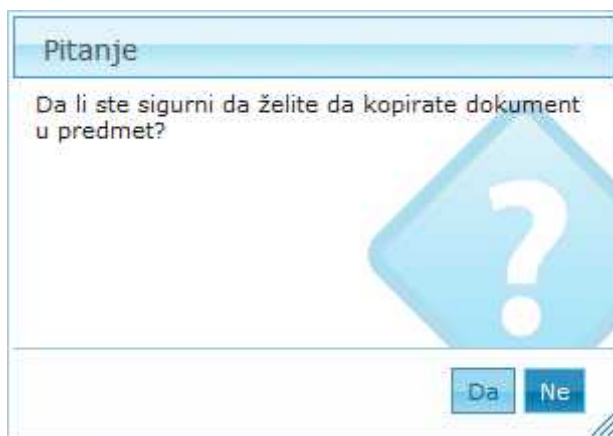 Pitanje
Da li ste sigurni da želite da kopirate dokument
u predmet?
Da
Ne